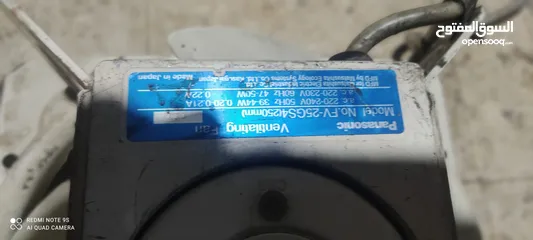 السوق المفتوح
opensooq.com
Panasonic Ventilating Fan
Model No. FV-25GS4(250mm)
220-240V 50Hz 39-44W 0.20-0.21A
220-230V 60Hz 47-50W 0.22A
Made in Japan
REDMI NOTE 9S
AI QUAD CAMERA